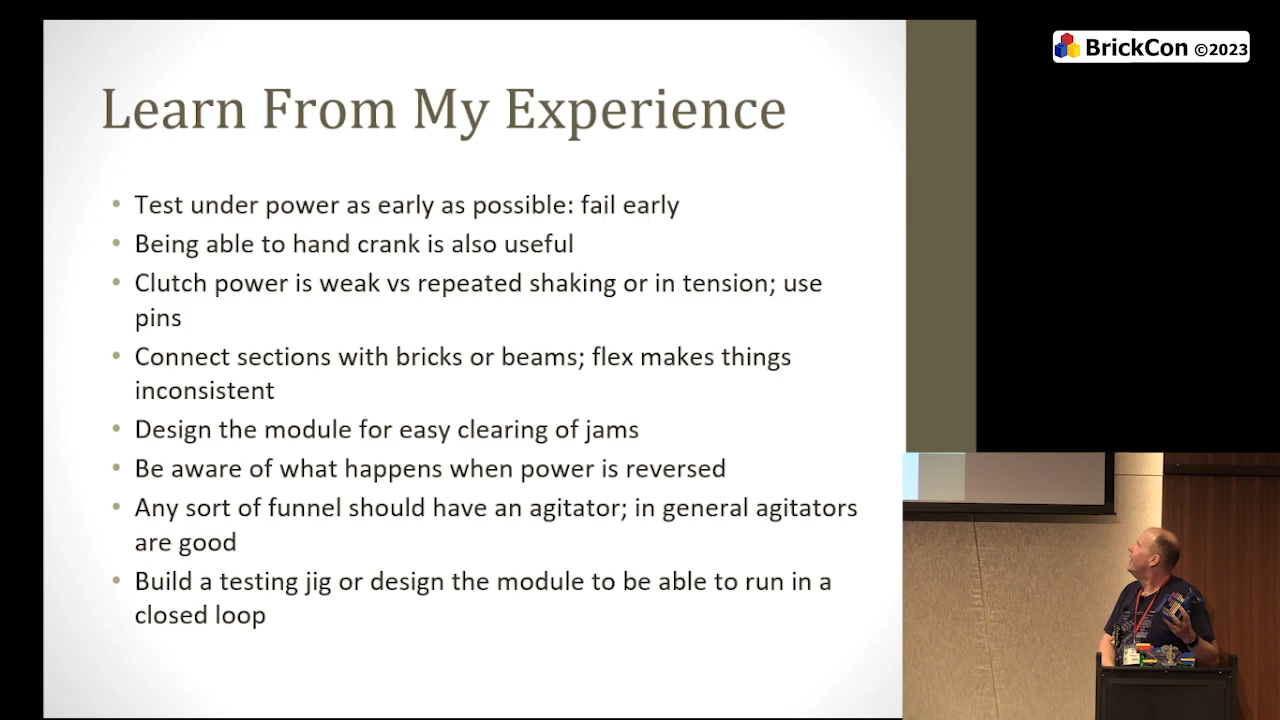 BrickCon ©2023
Learn From My Experience
• Test under power as early as possible: fail early
• Being able to hand crank is also useful
• Clutch power is weak vs repeated shaking or in tension; use
pins
• Connect sections with bricks or beams; flex makes things
inconsistent
• Design the module for easy clearing of jams
• Be aware of what happens when power is reversed
• Any sort of funnel should have an agitator; in general agitators
are good
• Build a testing jig or design the module to be able to run in a
closed loop